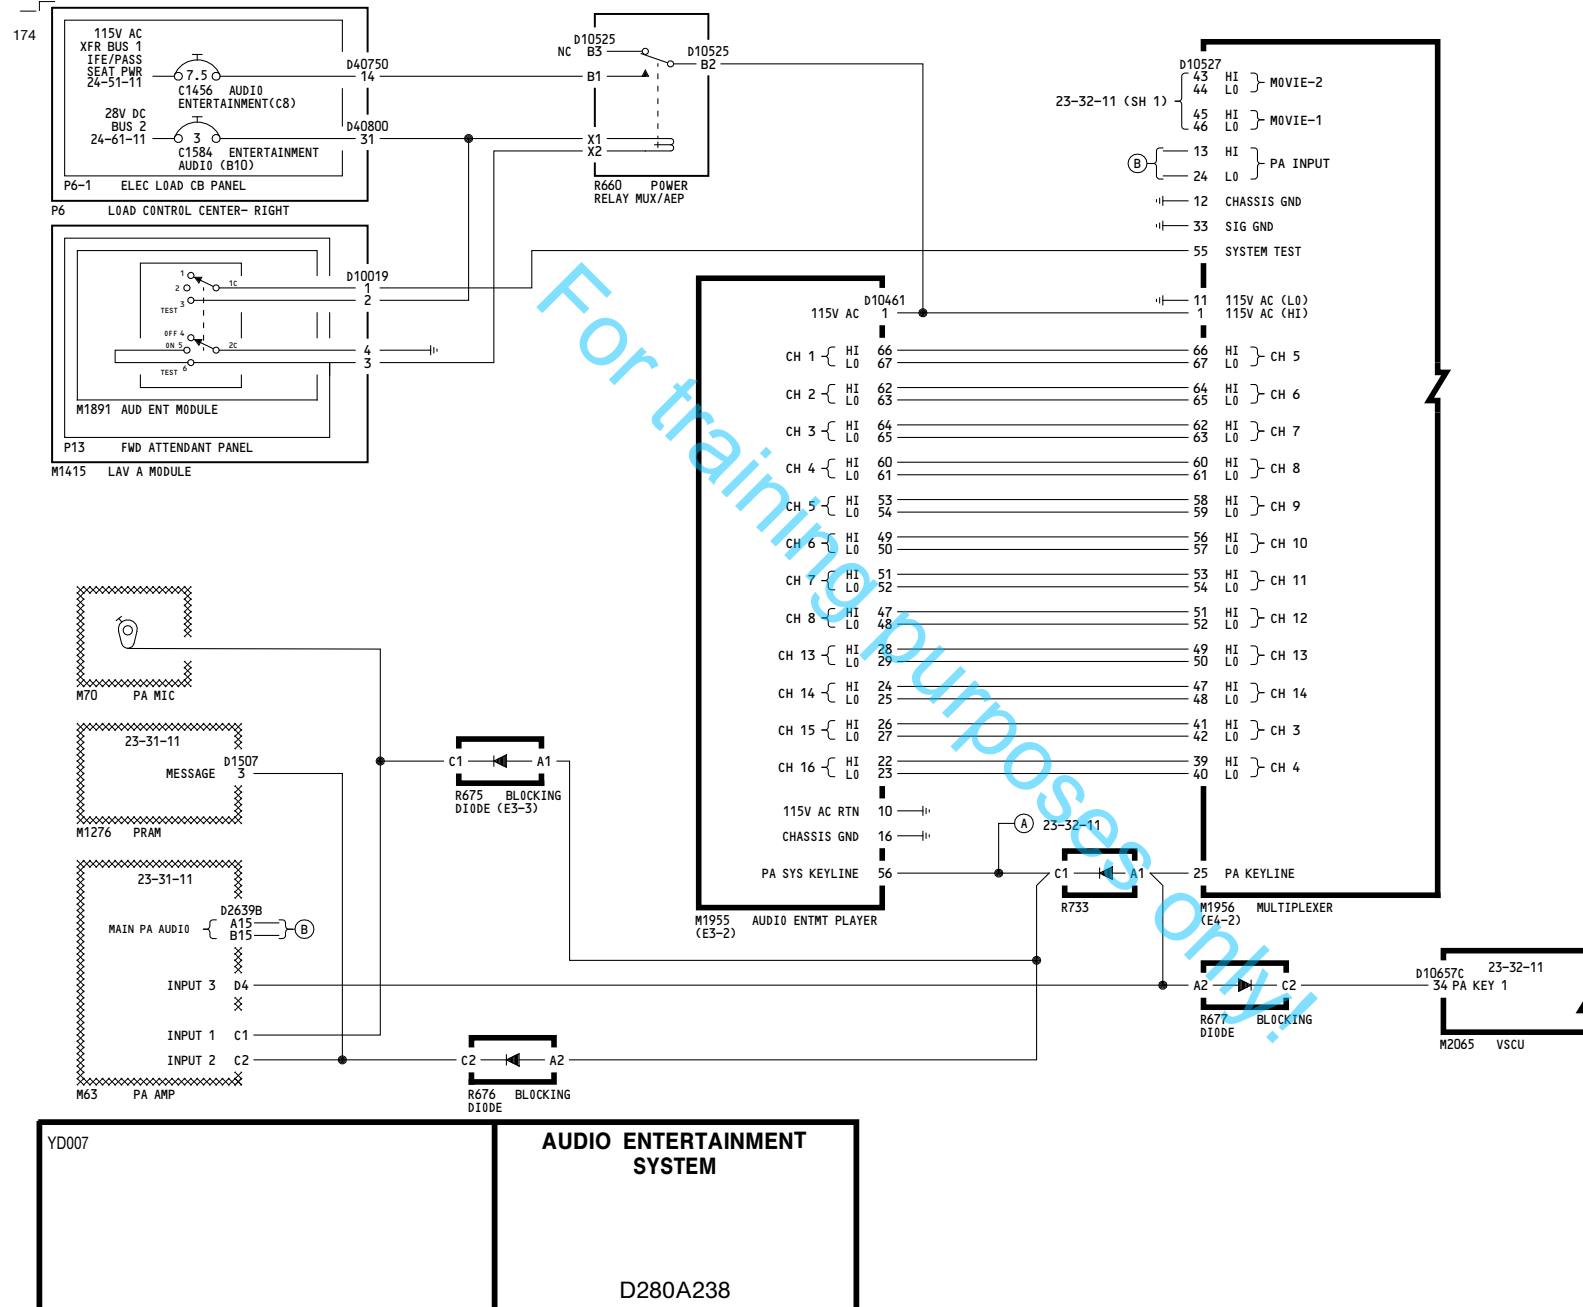 174
115V AC
XFR BUS 1
IFE/PASS
SEAT PWR
24-51-11
7.5
C1456 AUDIO
ENTERTAINMENT(C8)
D40750
14
28V DC
BUS 2
24-61-11
3
C1584 ENTERTAINMENT
AUDIO (B10)
D40800
31
P6-1 ELEC LOAD CB PANEL
P6 LOAD CONTROL CENTER- RIGHT
D10525
NC B3
B1
X1
X2
D10525
B2
R660 POWER
RELAY MUX/AEP
1
2
TEST 3
1C
OFF 4
ON 5
TEST 6
2C
D10019
1
2
4
3
M1891 AUD ENT MODULE
P13 FWD ATTENDANT PANEL
M1415 LAV A MODULE
D10527
23-32-11 (SH 1)
43 HI
44 LO
MOVIE-2
45 HI
46 LO
MOVIE-1
B
13 HI
24 LO
PA INPUT
12 CHASSIS GND
33 SIG GND
55 SYSTEM TEST
11 115V AC (LO)
1 115V AC (HI)
D10461
115V AC 1
CH 1 HI 66 66 HI CH 5
LO 67 67 LO
CH 2 HI 62 64 HI CH 6
LO 63 65 LO
CH 3 HI 64 62 HI CH 7
LO 65 63 LO
CH 4 HI 60 60 HI CH 8
LO 61 61 LO
CH 5 HI 53 58 HI CH 9
LO 54 59 LO
CH 6 HI 49 56 HI CH 10
LO 50 57 LO
CH 7 HI 51 53 HI CH 11
LO 52 54 LO
CH 8 HI 47 51 HI CH 12
LO 48 52 LO
CH 13 HI 28 49 HI CH 13
LO 29 50 LO
CH 14 HI 24 47 HI CH 14
LO 25 48 LO
CH 15 HI 26 41 HI CH 3
LO 27 42 LO
CH 16 HI 22 39 HI CH 4
LO 23 40 LO
115V AC RTN 10
CHASSIS GND 16
A 23-32-11
PA SYS KEYLINE 56
C1 A1
R733
25 PA KEYLINE
M1955 AUDIO ENTMT PLAYER
(E3-2)
M1956 MULTIPLEXER
(E4-2)
M70 PA MIC
23-31-11
D1507
MESSAGE 3
M1276 PRAM
C1 A1
R675 BLOCKING
DIODE (E3-3)
23-31-11
D2639B
MAIN PA AUDIO A15
B15
B
INPUT 3 D4
INPUT 1 C1
INPUT 2 C2
M63 PA AMP
C2 A2
R676 BLOCKING
DIODE
A2 C2
R677 BLOCKING
DIODE
D10657C
23-32-11
34 PA KEY 1
M2065 VSCU
For training purposes only!
YD007
AUDIO ENTERTAINMENT
SYSTEM
D280A238